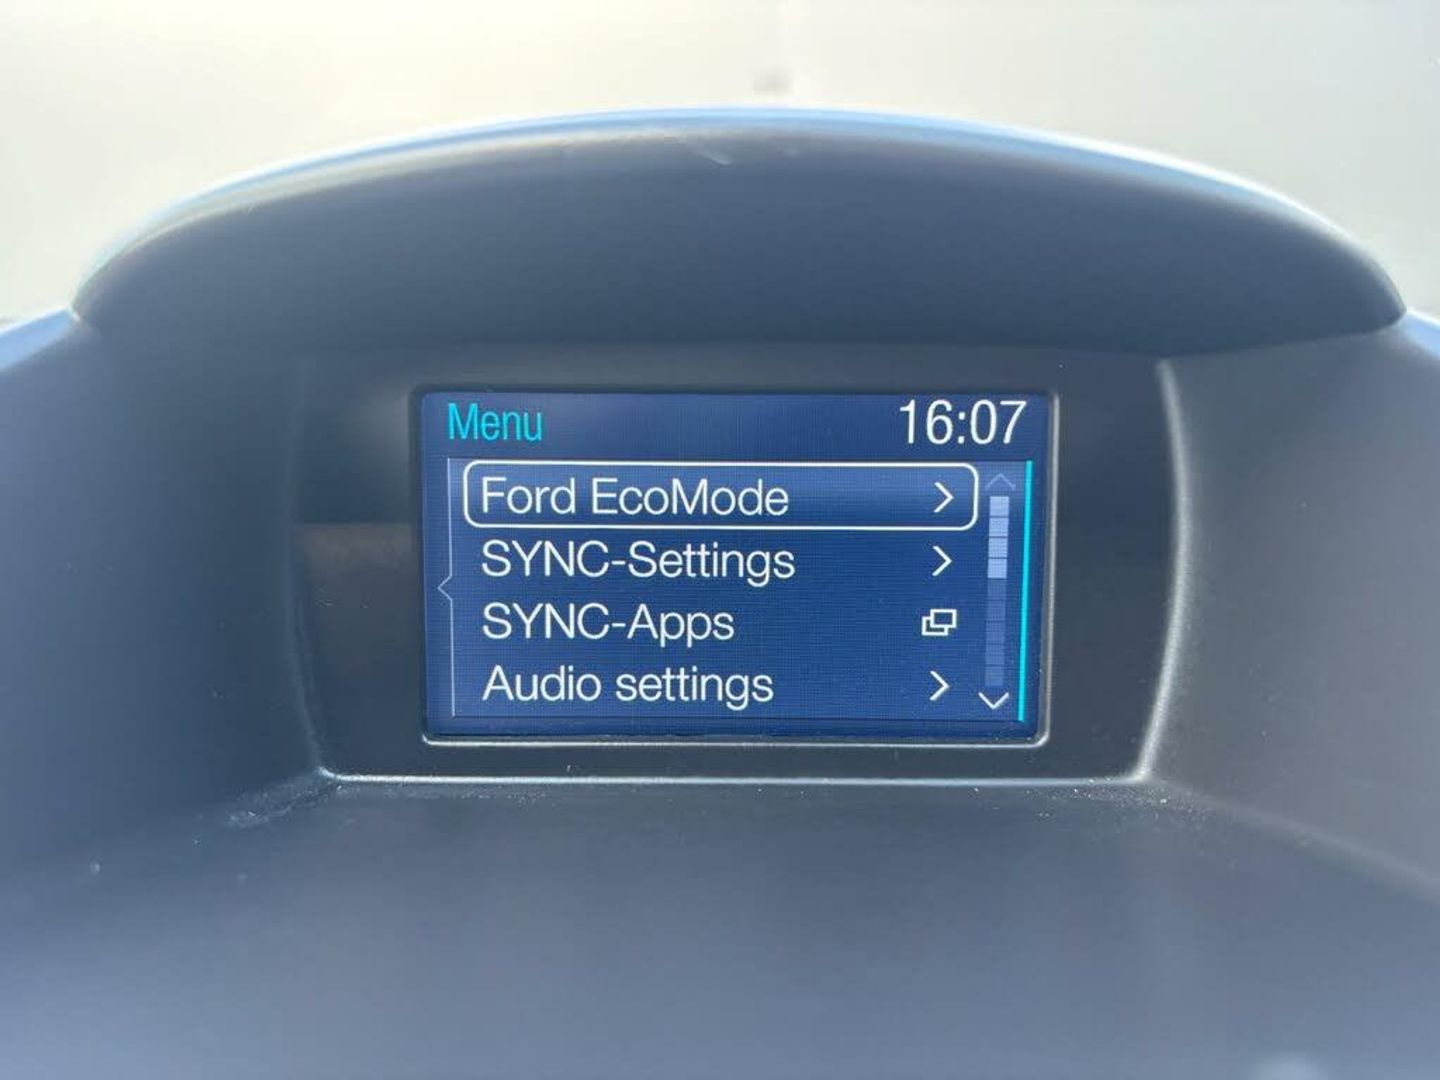 Menu 16:07
Ford EcoMode
SYNC-Settings
SYNC-Apps
Audio settings